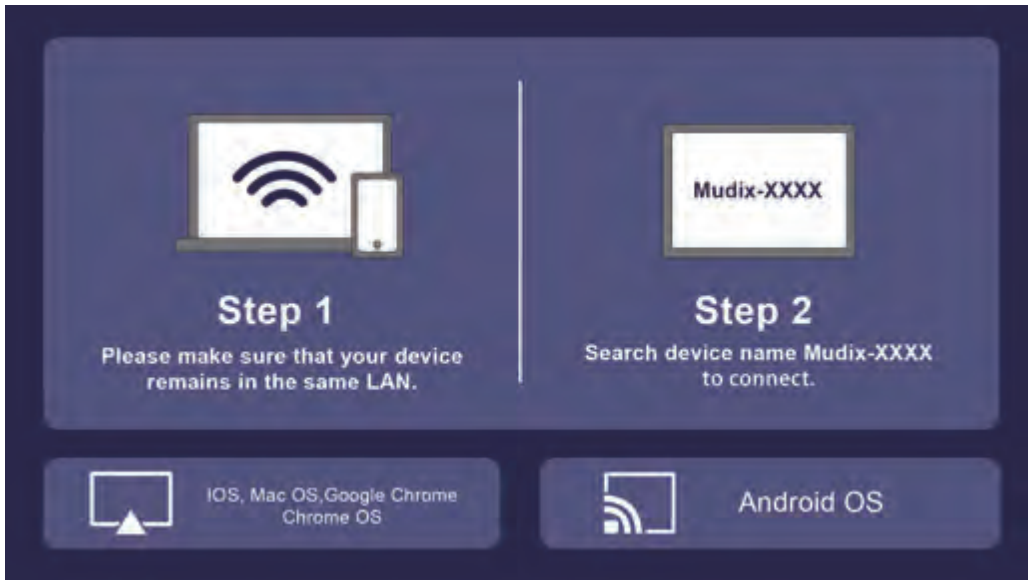 Mudix-XXXX
Step 1
Please make sure that your device
remains in the same LAN.
Step 2
Search device name Mudix-XXXX
to connect.
IOS, Mac OS,Google Chrome
Chrome OS
Android OS